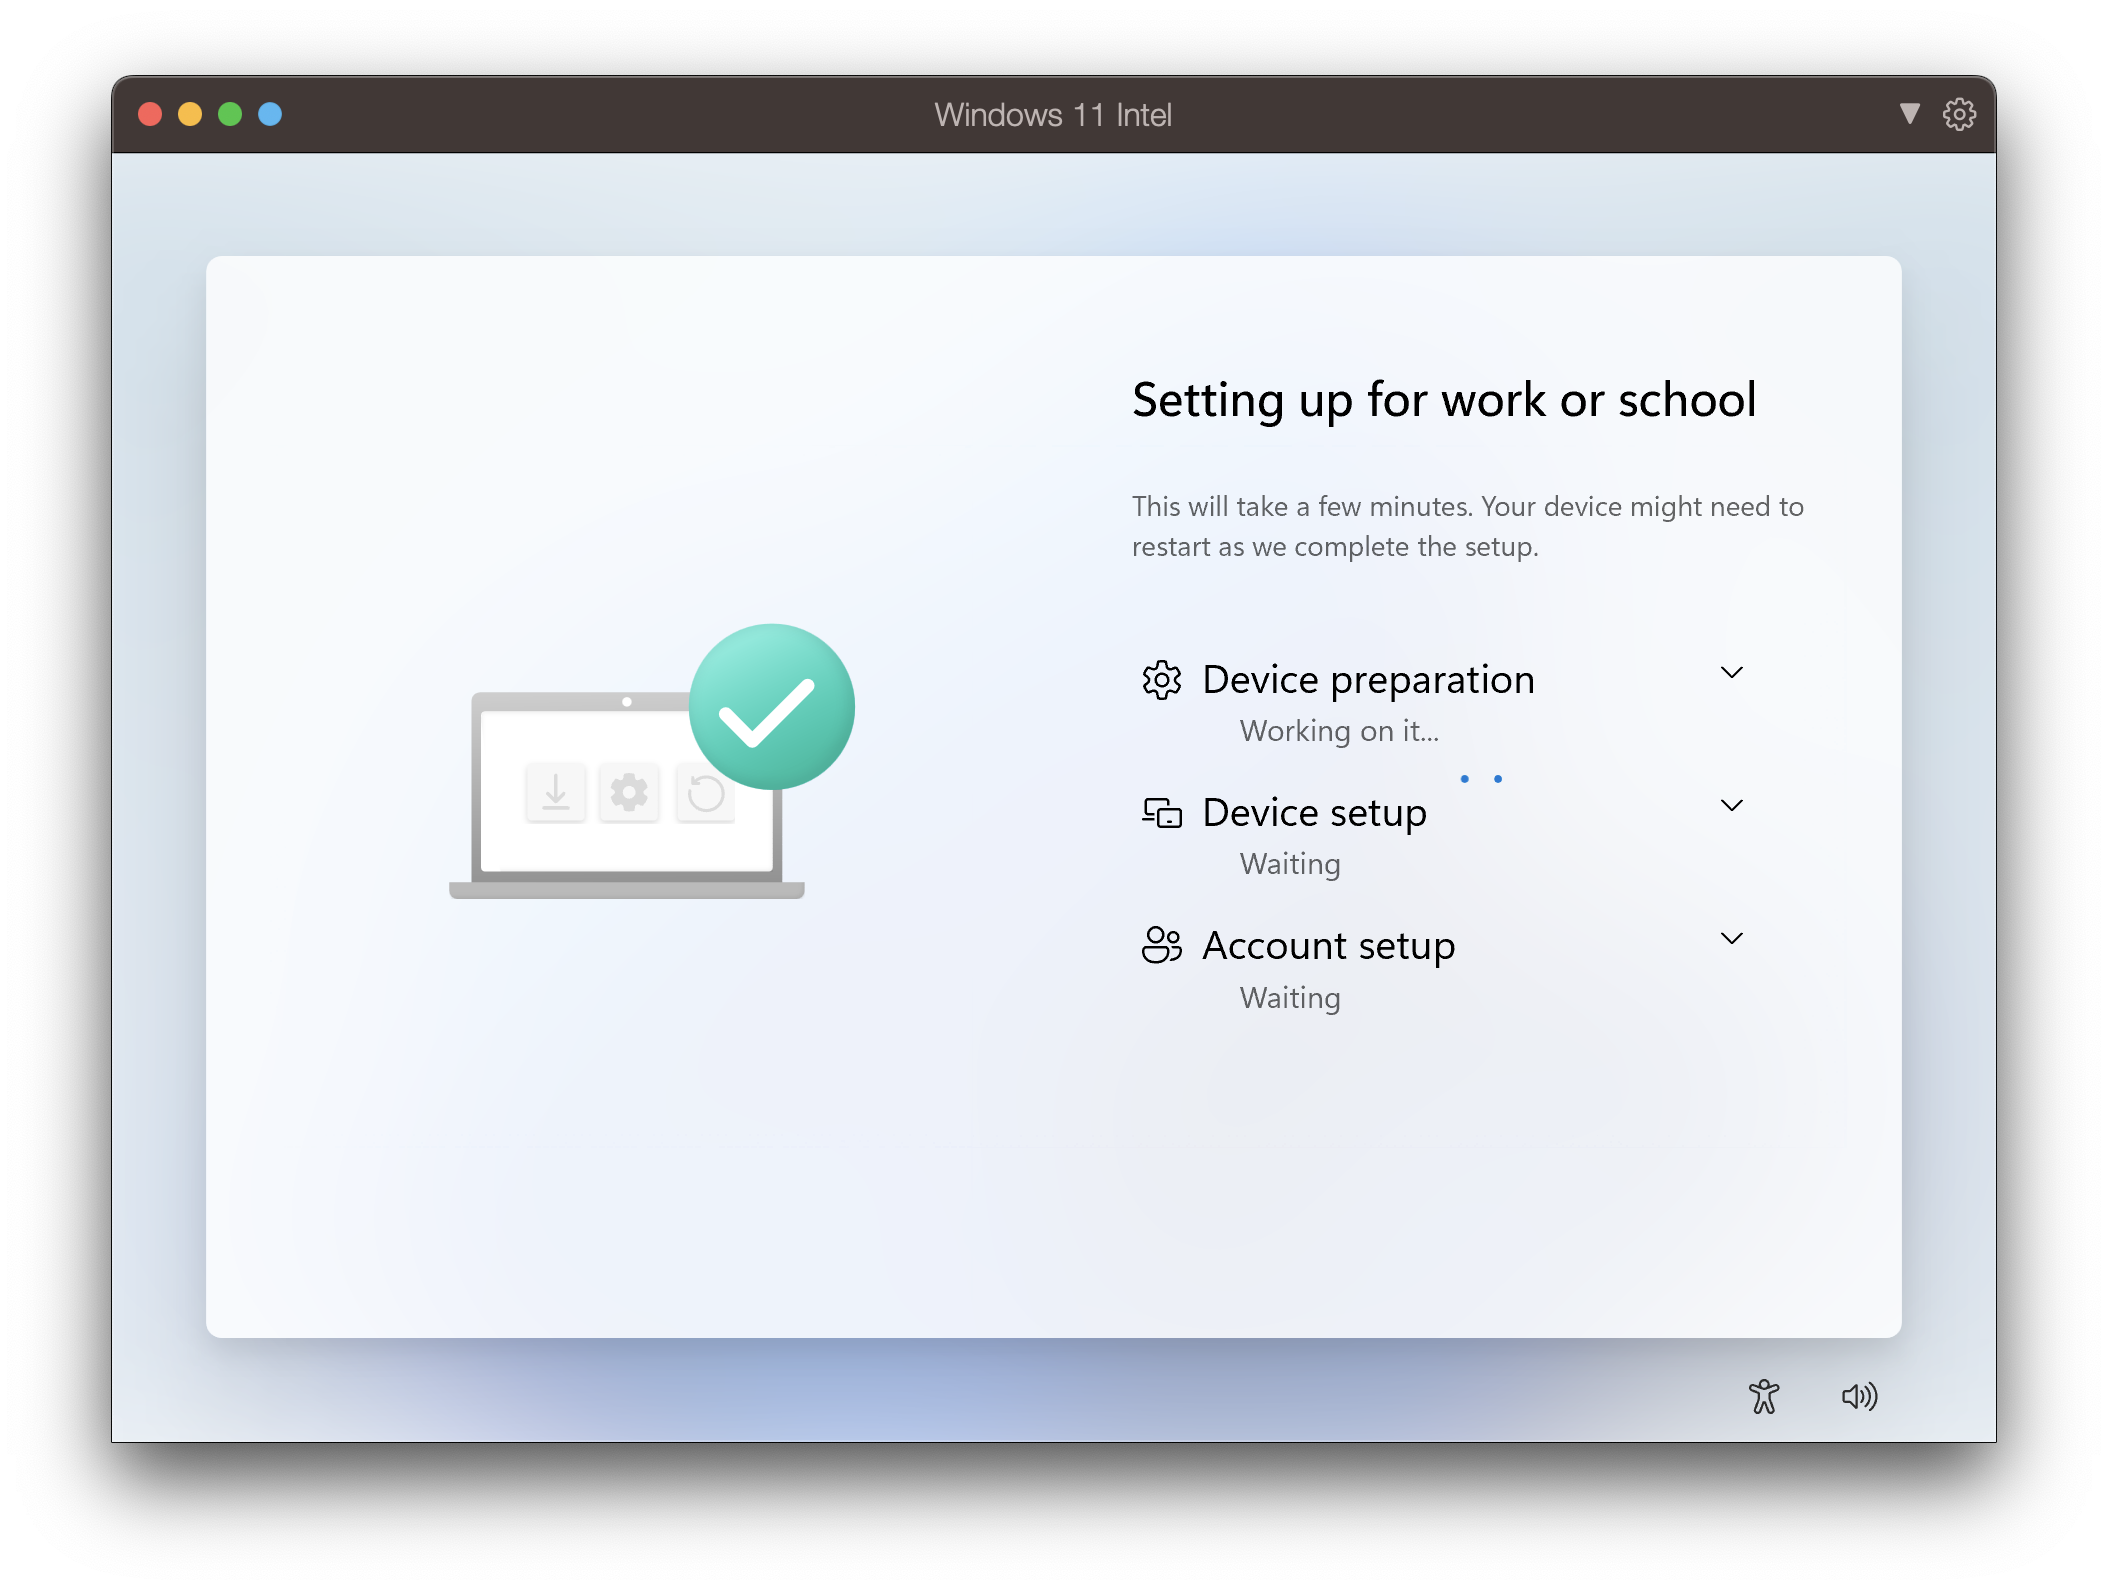 Windows 11 Intel
Setting up for work or school
This will take a few minutes. Your device might need to
restart as we complete the setup.
Device preparation
Working on it...
Device setup
Waiting
Account setup
Waiting